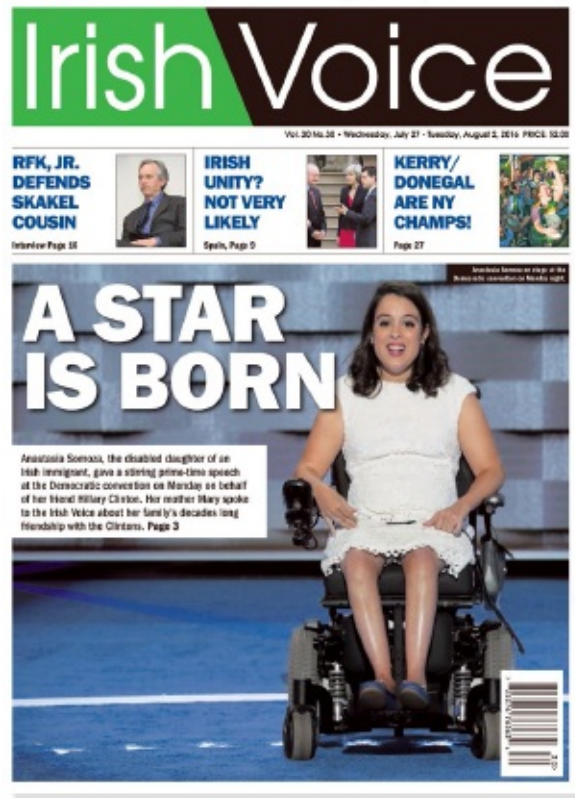 Irish Voice
Vol. 30 No.30 • Wednesday, July 27 - Tuesday, August 2, 2016 PRICE: $2.00
RFK, JR.
DEFENDS
SKAKEL
COUSIN
Interview Page 16
IRISH
UNITY?
NOT VERY
LIKELY
Spain, Page 9
KERRY/
DONEGAL
ARE NY
CHAMPS!
Page 27
Anastasia Somoza on stage at the
Democratic convention on Monday night.
A STAR
IS BORN
Anastasia Somoza, the disabled daughter of an
Irish immigrant, gave a stirring prime-time speech
at the Democratic convention on Monday on behalf
of her friend Hillary Clinton. Her mother Mary spoke
to the Irish Voice about her family's decades long
friendship with the Clintons. Page 3